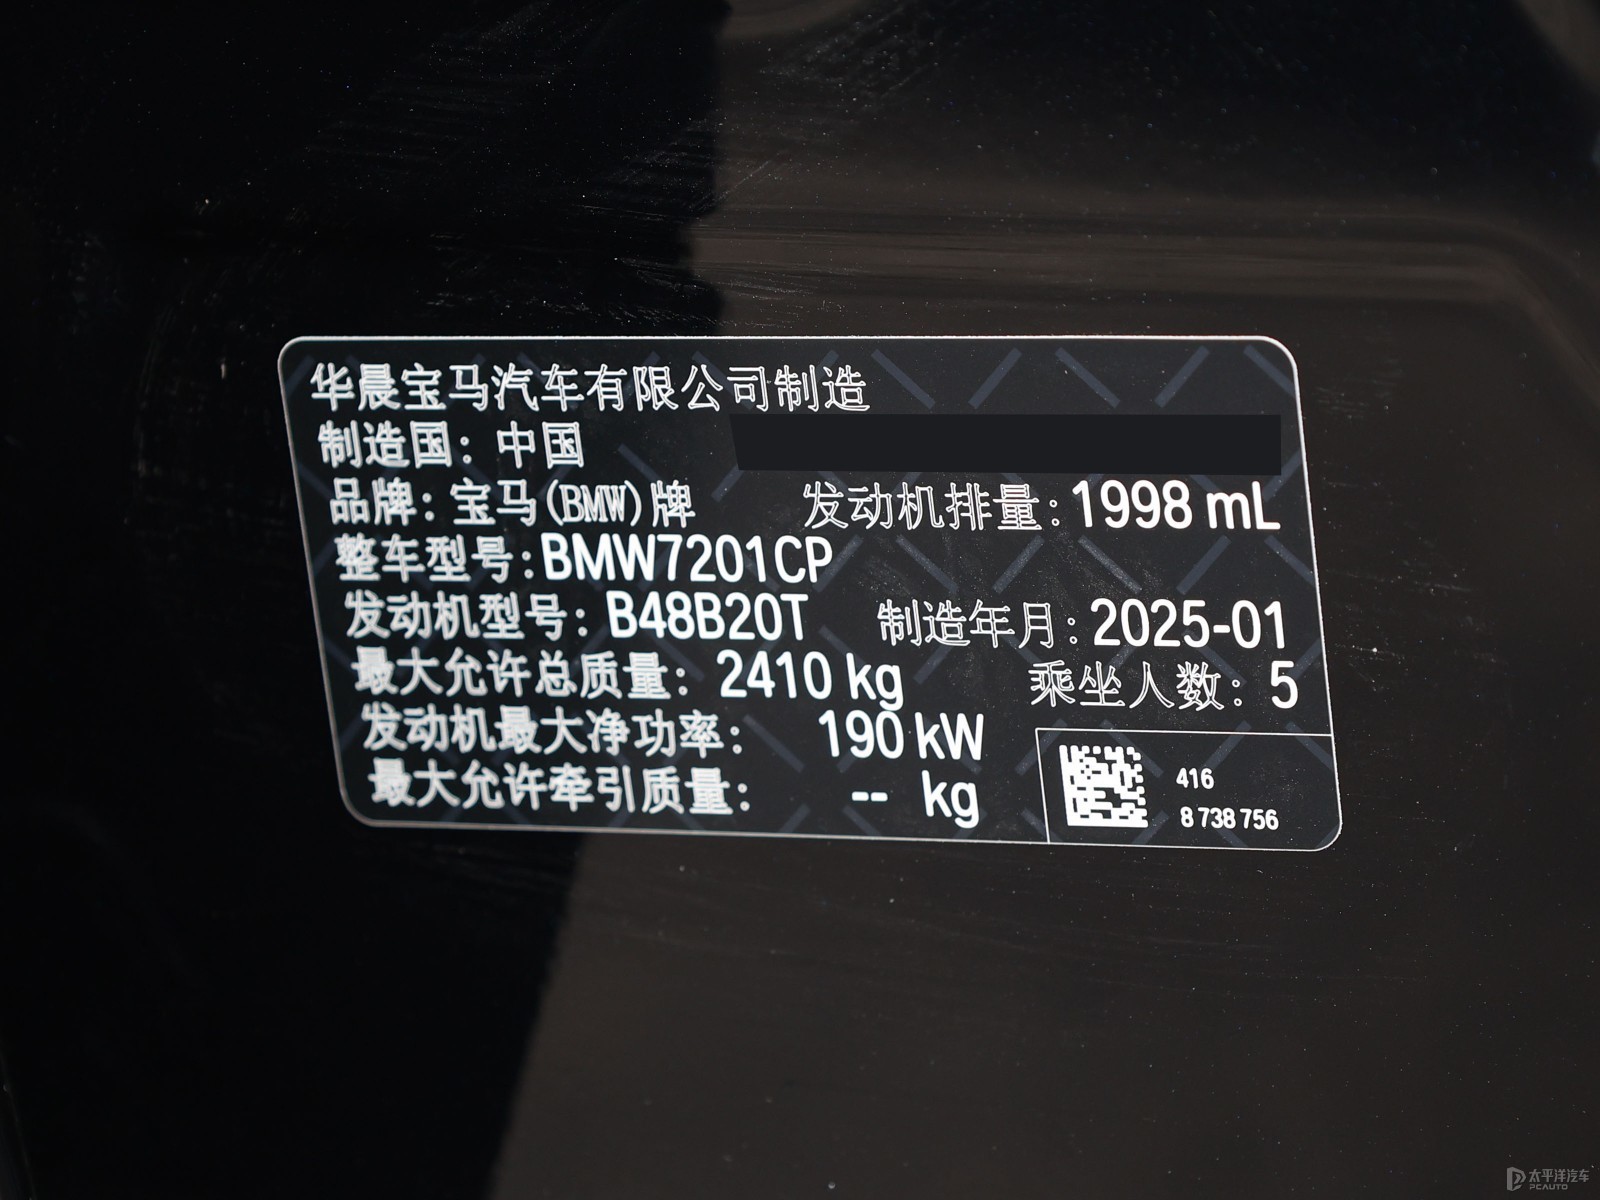 华晨宝马汽车有限公司制造
制造国：中国
品牌：宝马(BMW)牌 发动机排量：1998 mL
整车型号：BMW7201CP
发动机型号：B48B20T 制造年月：2025-01
最大允许总质量：2410 kg 乘坐人数：5
发动机最大净功率：190 kW
最大允许牵引质量：-- kg
416
8 738 756
太平洋汽车
PCAUTO